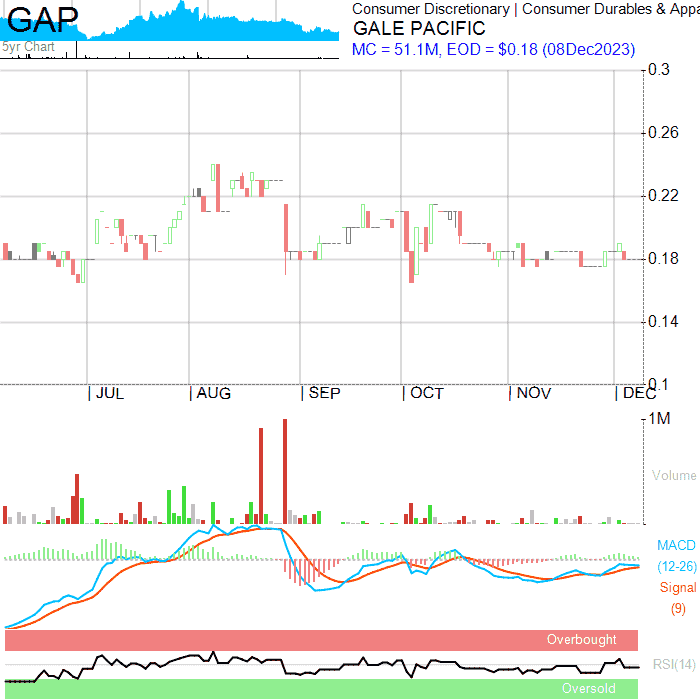 GAP
5yr Chart
Consumer Discretionary | Consumer Durables & Appa
GALE PACIFIC
MC = 51.1M, EOD = $0.18 (08Dec2023)
0.3
0.26
0.22
0.18
0.14
0.1
JUL AUG SEP OCT NOV DEC
1M
Volume
MACD
(12-26)
Signal
(9)
Overbought
RSI(14)
Oversold